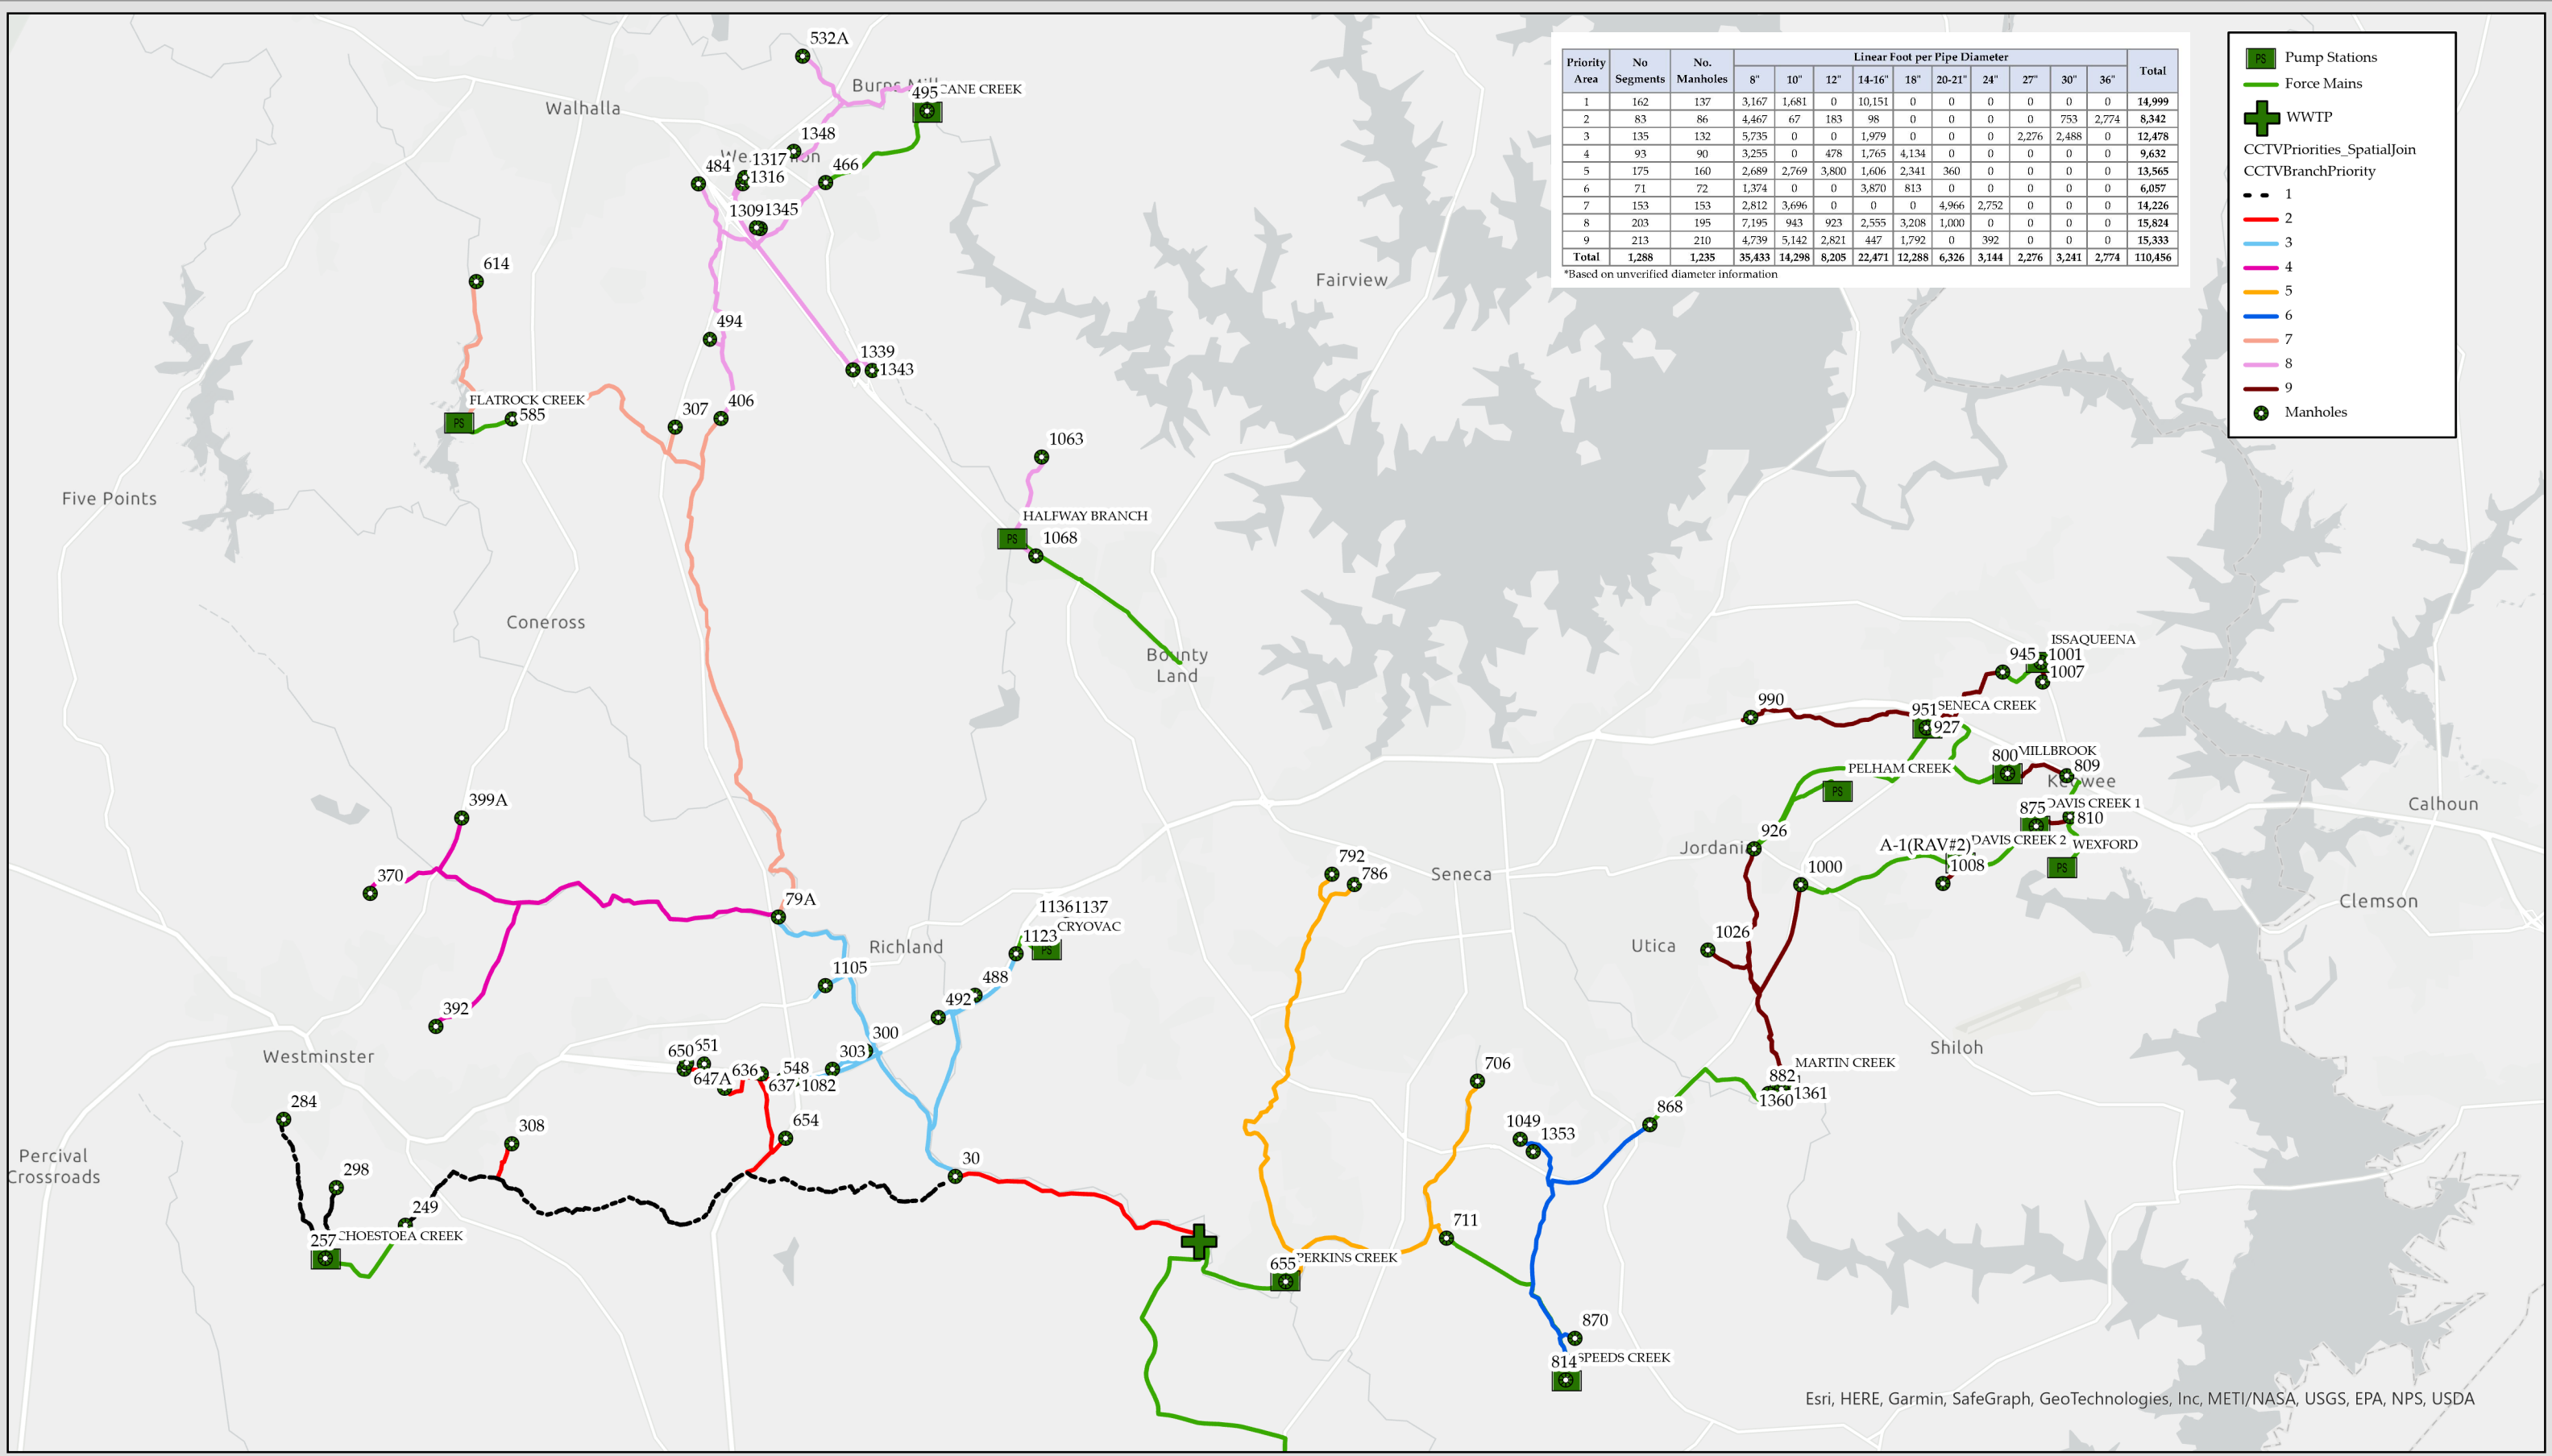 532A
Walhalla
495
CANE CREEK
1348
1317
1316
484
466
1309
1345
614
494
1339
1343
FLATROCK CREEK
585
307
406
1063
Five Points
HALFWAY BRANCH
PS
PS
1068
Fairview
Coneross
Bounty
Land
Priority Area | No Segments | No. Manholes | Linear Foot per Pipe Diameter | Total
8" | 10" | 12" | 14-16" | 18" | 20-21" | 24" | 27" | 30" | 36"
1 | 162 | 137 | 3,167 | 1,681 | 0 | 10,151 | 0 | 0 | 0 | 0 | 0 | 0 | 14,999
2 | 83 | 86 | 4,467 | 67 | 183 | 98 | 0 | 0 | 0 | 0 | 753 | 2,774 | 8,342
3 | 135 | 132 | 5,735 | 0 | 0 | 1,979 | 0 | 0 | 0 | 2,276 | 2,488 | 0 | 12,478
4 | 93 | 90 | 3,255 | 0 | 478 | 1,765 | 4,134 | 0 | 0 | 0 | 0 | 0 | 9,632
5 | 175 | 160 | 2,689 | 2,769 | 3,800 | 1,606 | 2,341 | 360 | 0 | 0 | 0 | 0 | 13,565
6 | 71 | 72 | 1,374 | 0 | 0 | 3,870 | 813 | 0 | 0 | 0 | 0 | 0 | 6,057
7 | 153 | 153 | 2,812 | 3,696 | 0 | 0 | 0 | 4,966 | 2,752 | 0 | 0 | 0 | 14,226
8 | 203 | 195 | 7,195 | 943 | 923 | 2,555 | 3,208 | 1,000 | 0 | 0 | 0 | 0 | 15,824
9 | 213 | 210 | 4,739 | 5,142 | 2,821 | 447 | 1,792 | 0 | 392 | 0 | 0 | 0 | 15,333
Total | 1,288 | 1,235 | 35,433 | 14,298 | 8,205 | 22,471 | 12,288 | 6,326 | 3,144 | 2,276 | 3,241 | 2,774 | 110,456
*Based on unverified diameter information
PS Pump Stations
Force Mains
WWTP
CCTVPriorities_SpatialJoin
CCTVBranchPriority
1
2
3
4
5
6
7
8
9
Manholes
ISSAQUEENA
945
1001
1007
990
951
SENECA CREEK
927
800
MILLBROOK
809
PELHAM CREEK
PS
875
DAVIS CREEK 1
810
Calhoun
926
Jordania
A-1(RAV#2)
DAVIS CREEK 2
WEXFORD
PS
1008
1000
Clemson
1026
Utica
Shiloh
MARTIN CREEK
882
1360
1361
399A
370
79A
392
Westminster
Richland
1136
1137
CRYOVAC
1123
PS
1105
488
492
300
303
650
651
647A
636
548
637
1082
654
792
786
Seneca
706
1049
1353
868
284
308
298
Percival
Crossroads
249
257
CHOESTOEA CREEK
30
711
655
PERKINS CREEK
870
814
SPEEDS CREEK
Esri, HERE, Garmin, SafeGraph, GeoTechnologies, Inc, METI/NASA, USGS, EPA, NPS, USDA